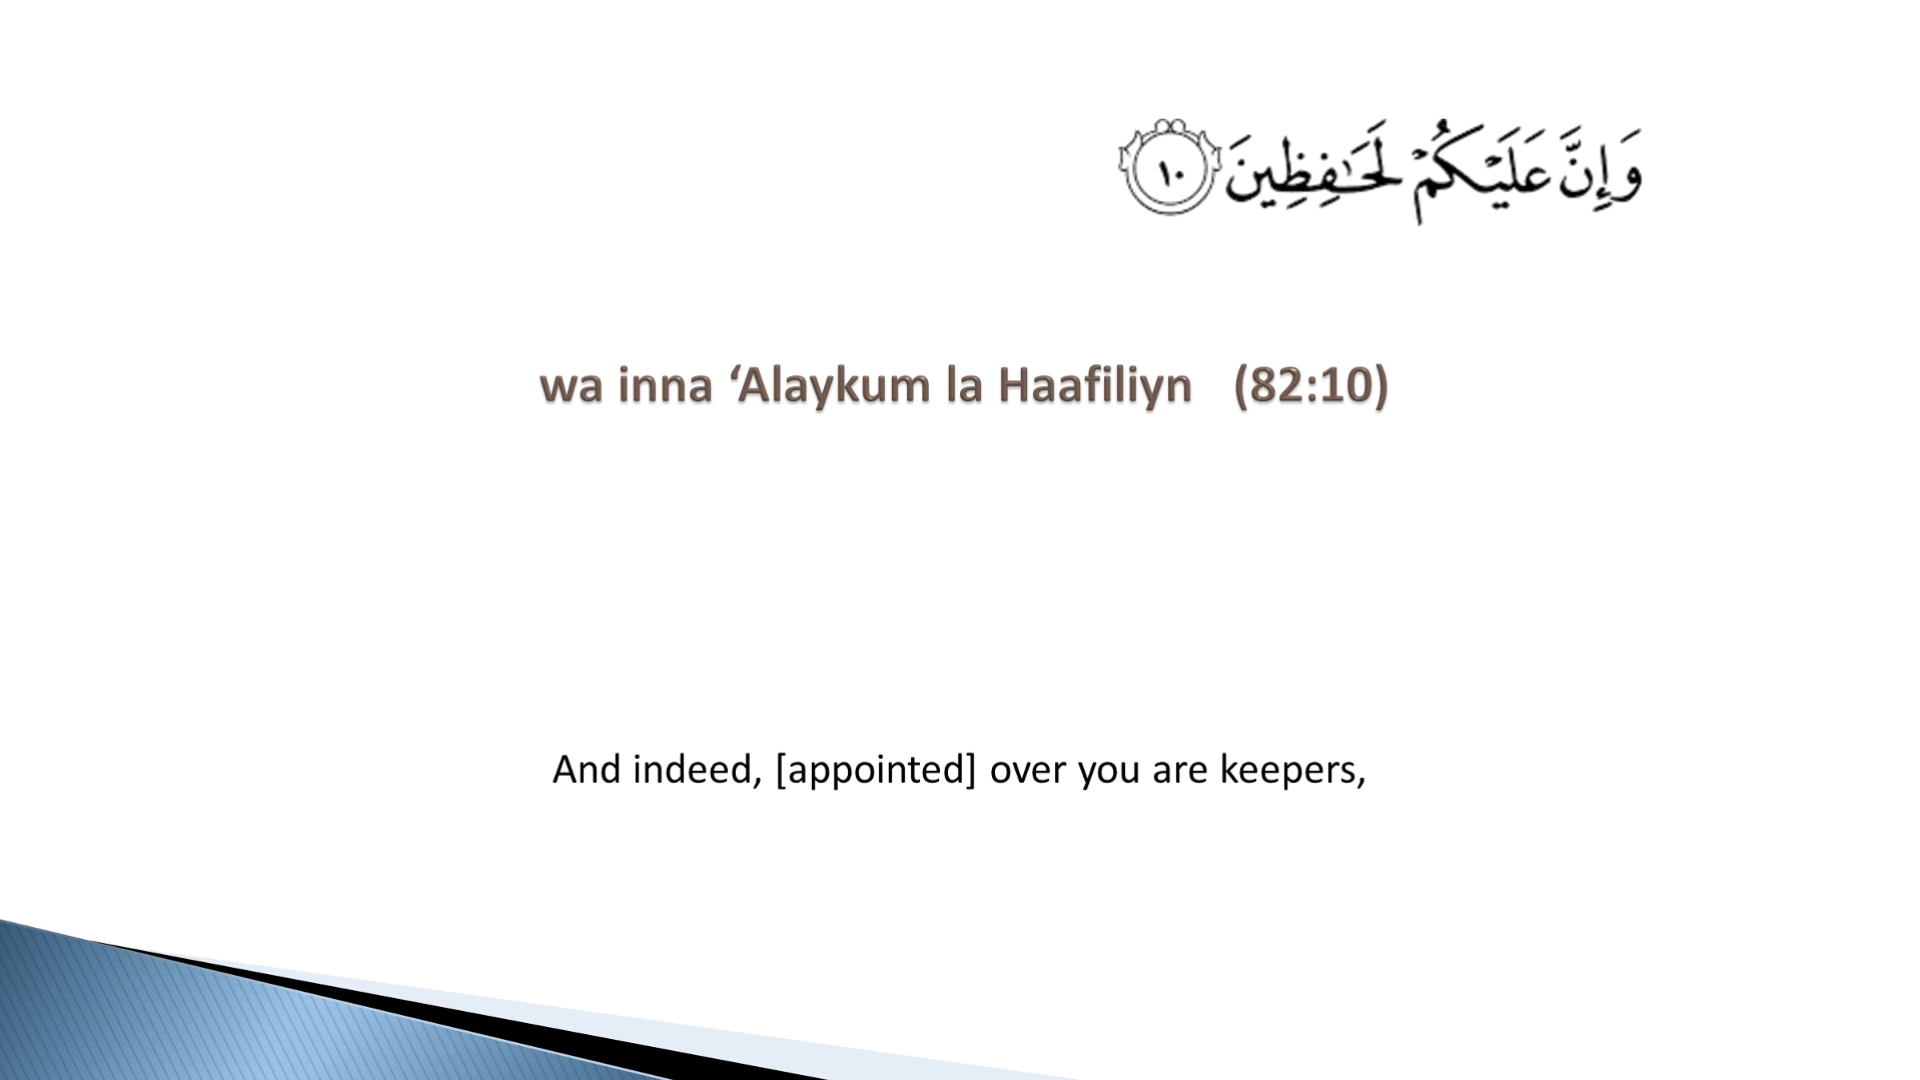 وَإِنَّ عَلَيْكُمْ لَحَـٰفِظِينَ ١٠
wa inna ‘Alaykum la Haafiliyn (82:10)
And indeed, [appointed] over you are keepers,